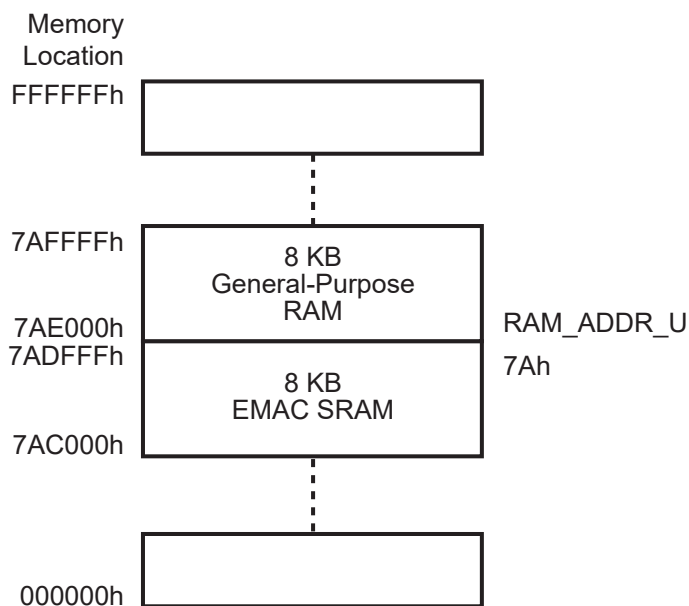 Memory
Location
FFFFFFh
7AFFFFh
8 KB
General-Purpose
RAM
7AE000h
RAM_ADDR_U
7ADFFFh
7Ah
8 KB
EMAC SRAM
7AC000h
000000h